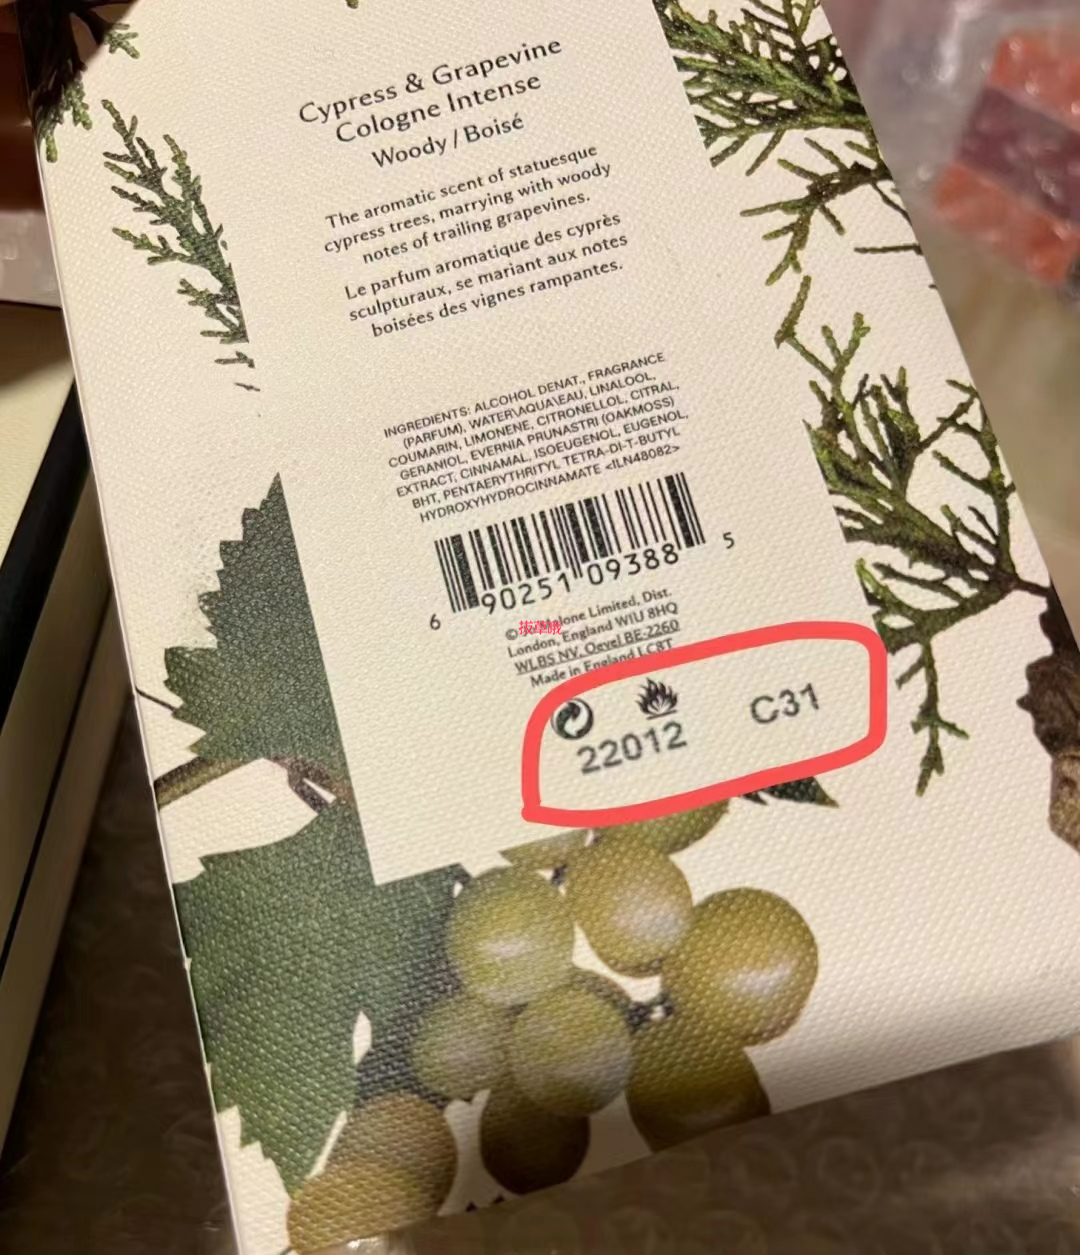 Cypress & Grapevine
Cologne Intense
Woody / Boisé
The aromatic scent of statuesque
cypress trees, marrying with woody
notes of trailing grapevines.
Le parfum aromatique des cyprès
sculpturaux, se mariant aux notes
boisées des vignes rampantes.
INGREDIENTS: ALCOHOL DENAT., FRAGRANCE
(PARFUM), WATER\AQUA\EAU, LINALOOL,
COUMARIN, LIMONENE, CITRONELLOL, CITRAL,
GERANIOL, EVERNIA PRUNASTRI (OAKMOSS)
EXTRACT, CINNAMAL, ISOEUGENOL, EUGENOL,
BHT, PENTAERYTHRITYL TETRA-DI-T-BUTYL
HYDROXYHYDROCINNAMATE <ILN48082>
6 90251 09388 5
© Limited, Dist.
London, England W1U 8HQ
WLBS NV, Oevel BE-2260
Made in England LC8T
22012 C31